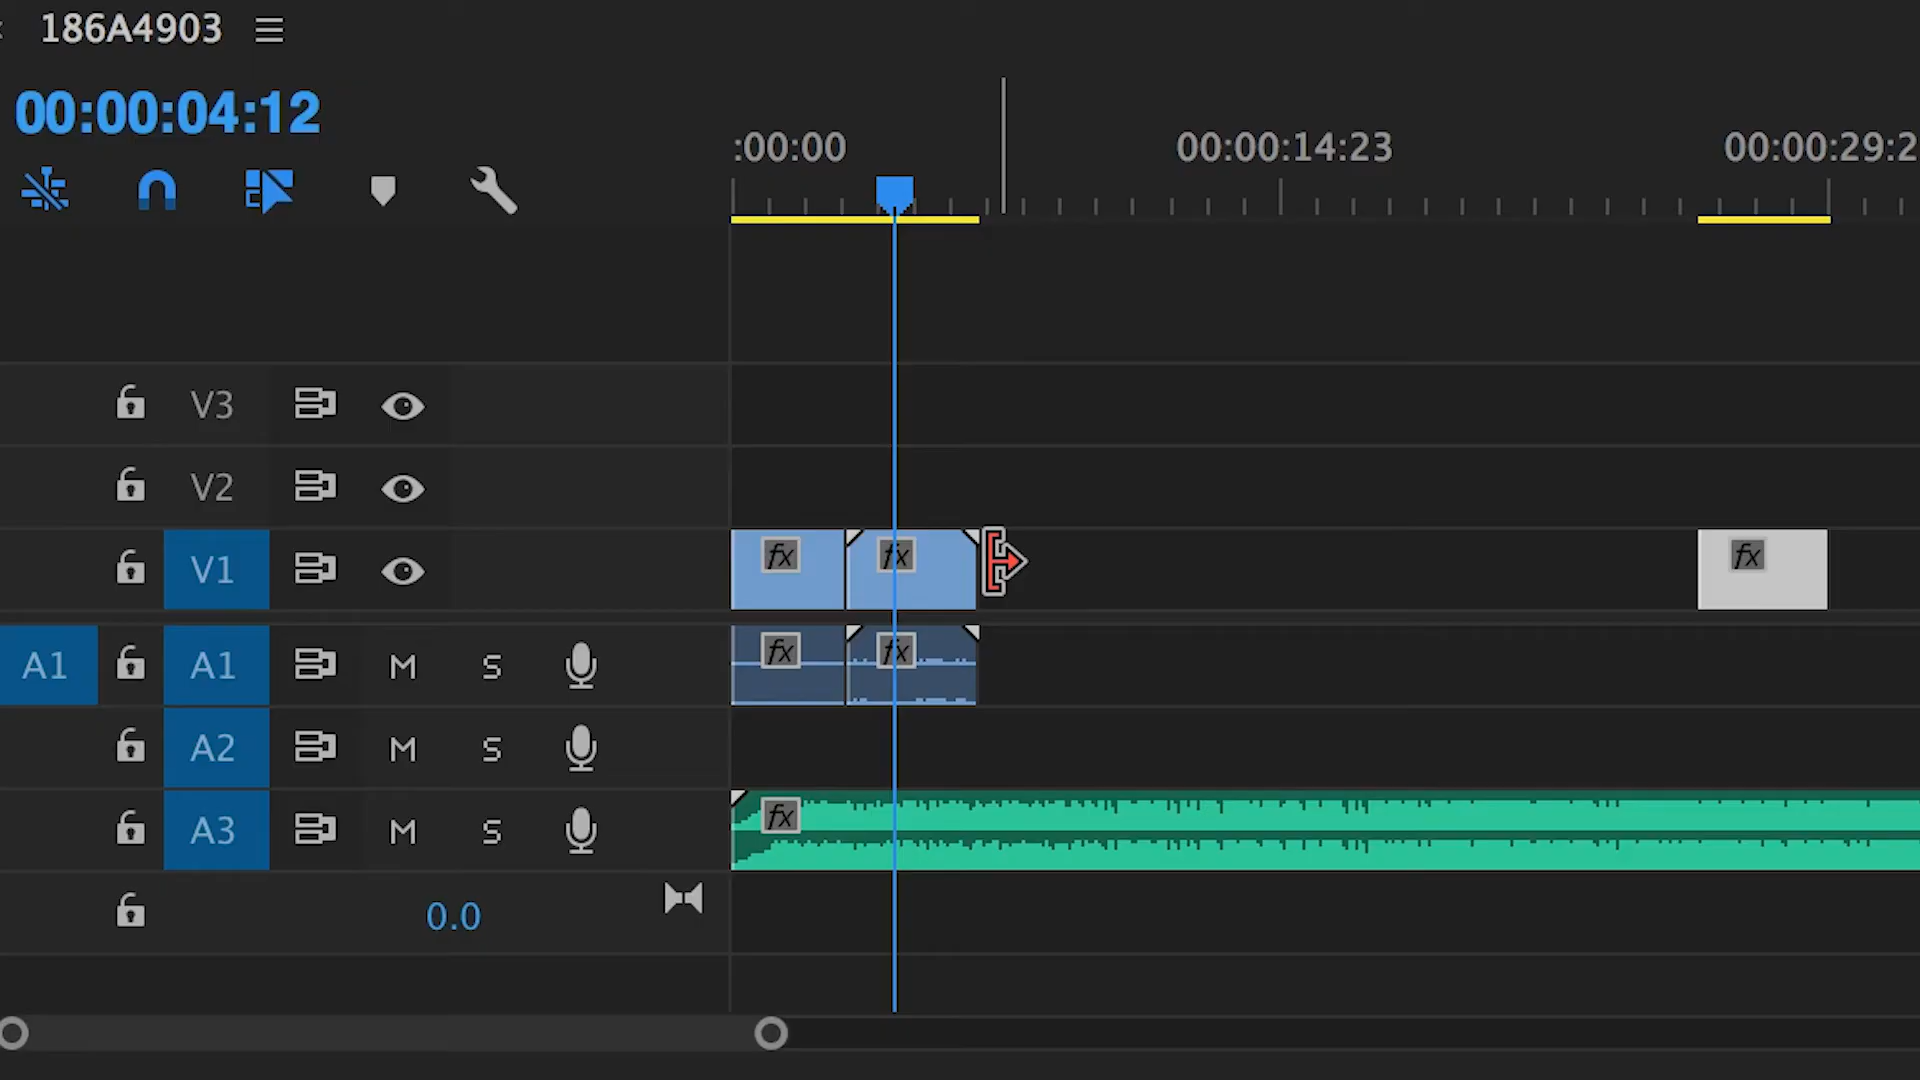 186A4903
00:00:04:12
:00:00 00:00:14:23 00:00:29:2
V3
V2
V1 fx fx fx
A1 A1 M S fx fx
A2 M S
A3 M S fx
0.0